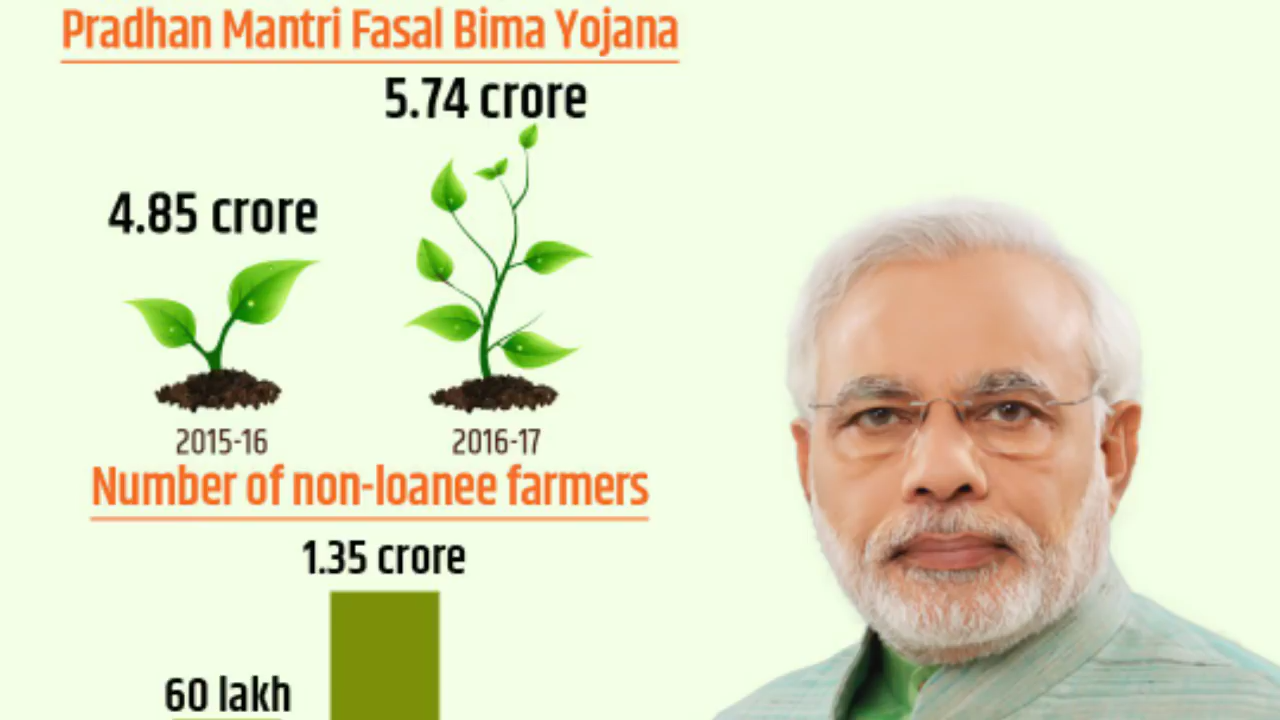 Pradhan Mantri Fasal Bima Yojana
5.74 crore
4.85 crore
2015-16 2016-17
Number of non-loanee farmers
1.35 crore
60 lakh